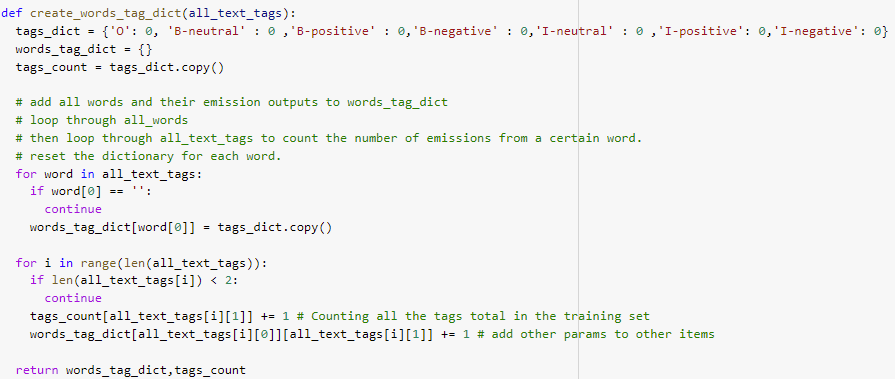 def create_words_tag_dict(all_text_tags):
  tags_dict = {'O': 0, 'B-neutral' : 0 ,'B-positive' : 0,'B-negative' : 0,'I-neutral' : 0 ,'I-positive': 0,'I-negative': 0}
  words_tag_dict = {}
  tags_count = tags_dict.copy()

  # add all words and their emission outputs to words_tag_dict
  # loop through all_words
  # then loop through all_text_tags to count the number of emissions from a certain word.
  # reset the dictionary for each word.
  for word in all_text_tags:
    if word[0] == '':
      continue
    words_tag_dict[word[0]] = tags_dict.copy()

  for i in range(len(all_text_tags)):
    if len(all_text_tags[i]) < 2:
      continue
    tags_count[all_text_tags[i][1]] += 1 # Counting all the tags total in the training set
    words_tag_dict[all_text_tags[i][0]][all_text_tags[i][1]] += 1 # add other params to other items

  return words_tag_dict,tags_count